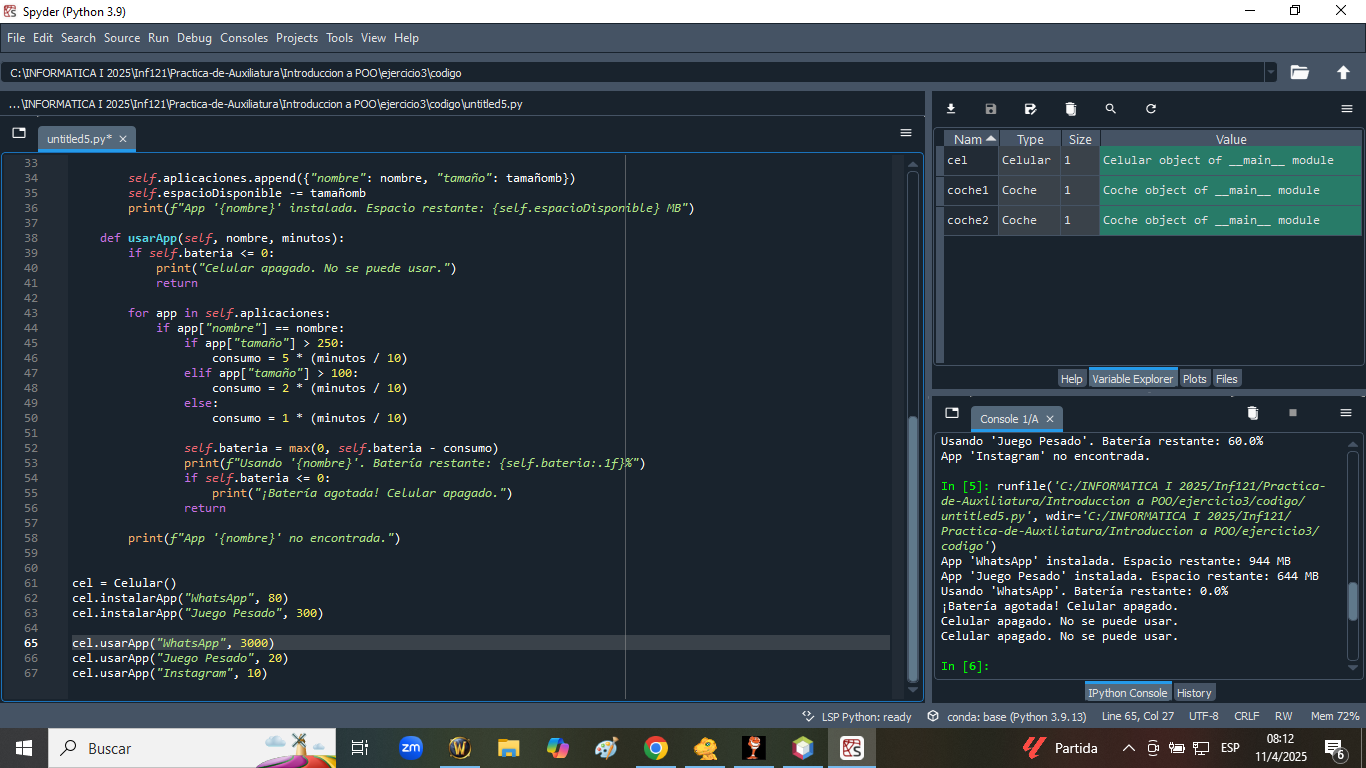 Spyder (Python 3.9)
File Edit Search Source Run Debug Consoles Projects Tools View Help
C:\INFORMATICA I 2025\Inf121\Practica-de-Auxiliatura\Introduccion a POO\ejercicio3\codigo
...\INFORMATICA I 2025\Inf121\Practica-de-Auxiliatura\Introduccion a POO\ejercicio3\codigo\untitled5.py
untitled5.py*
33
34 self.aplicaciones.append({"nombre": nombre, "tamaño": tamañomb})
35 self.espacioDisponible -= tamañomb
36 print(f"App '{nombre}' instalada. Espacio restante: {self.espacioDisponible} MB")
37
38 def usarApp(self, nombre, minutos):
39 if self.bateria <= 0:
40 print("Celular apagado. No se puede usar.")
41 return
42
43 for app in self.aplicaciones:
44 if app["nombre"] == nombre:
45 if app["tamaño"] > 250:
46 consumo = 5 * (minutos / 10)
47 elif app["tamaño"] > 100:
48 consumo = 2 * (minutos / 10)
49 else:
50 consumo = 1 * (minutos / 10)
51
52 self.bateria = max(0, self.bateria - consumo)
53 print(f"Usando '{nombre}'. Batería restante: {self.bateria:.1f}%")
54 if self.bateria <= 0:
55 print("¡Batería agotada! Celular apagado.")
56 return
57
58 print(f"App '{nombre}' no encontrada.")
59
60
61 cel = Celular()
62 cel.instalarApp("WhatsApp", 80)
63 cel.instalarApp("Juego Pesado", 300)
64
65 cel.usarApp("WhatsApp", 3000)
66 cel.usarApp("Juego Pesado", 20)
67 cel.usarApp("Instagram", 10)
Nam Type Size Value
cel Celular 1 Celular object of __main__ module
coche1 Coche 1 Coche object of __main__ module
coche2 Coche 1 Coche object of __main__ module
Help Variable Explorer Plots Files
Console 1/A
Usando 'Juego Pesado'. Batería restante: 60.0%
App 'Instagram' no encontrada.
In [5]: runfile('C:/INFORMATICA I 2025/Inf121/Practica-
de-Auxiliatura/Introduccion a POO/ejercicio3/codigo/
untitled5.py', wdir='C:/INFORMATICA I 2025/Inf121/
Practica-de-Auxiliatura/Introduccion a POO/ejercicio3/
codigo')
App 'WhatsApp' instalada. Espacio restante: 944 MB
App 'Juego Pesado' instalada. Espacio restante: 644 MB
Usando 'WhatsApp'. Batería restante: 0.0%
¡Batería agotada! Celular apagado.
Celular apagado. No se puede usar.
Celular apagado. No se puede usar.
In [6]:
IPython Console History
LSP Python: ready conda: base (Python 3.9.13) Line 65, Col 27 UTF-8 CRLF RW Mem 72%
Buscar
zm
Partida
ESP
08:12
11/4/2025
6